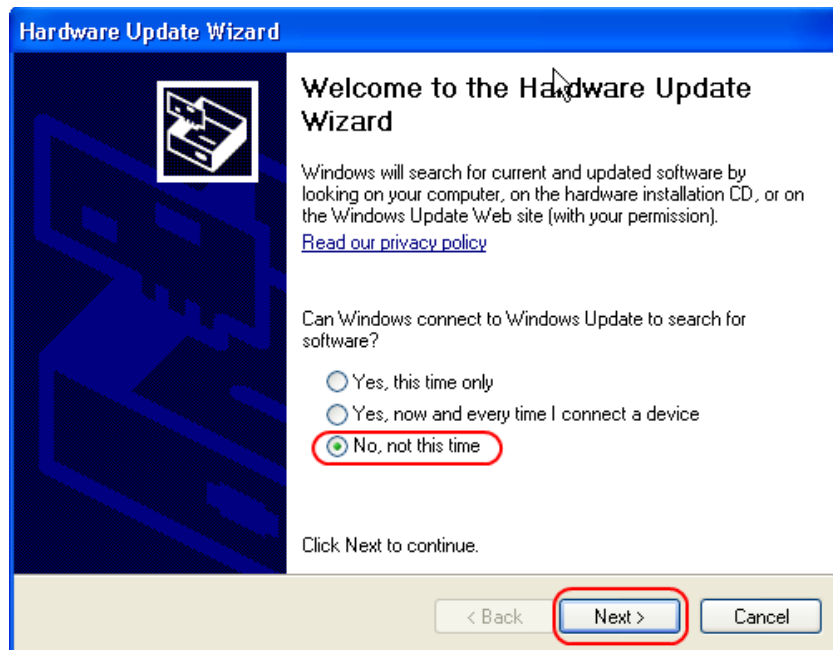 Hardware Update Wizard
Welcome to the Hardware Update
Wizard
Windows will search for current and updated software by
looking on your computer, on the hardware installation CD, or on
the Windows Update Web site (with your permission).
Read our privacy policy
Can Windows connect to Windows Update to search for
software?
Yes, this time only
Yes, now and every time I connect a device
No, not this time
Click Next to continue.
< Back
Next >
Cancel